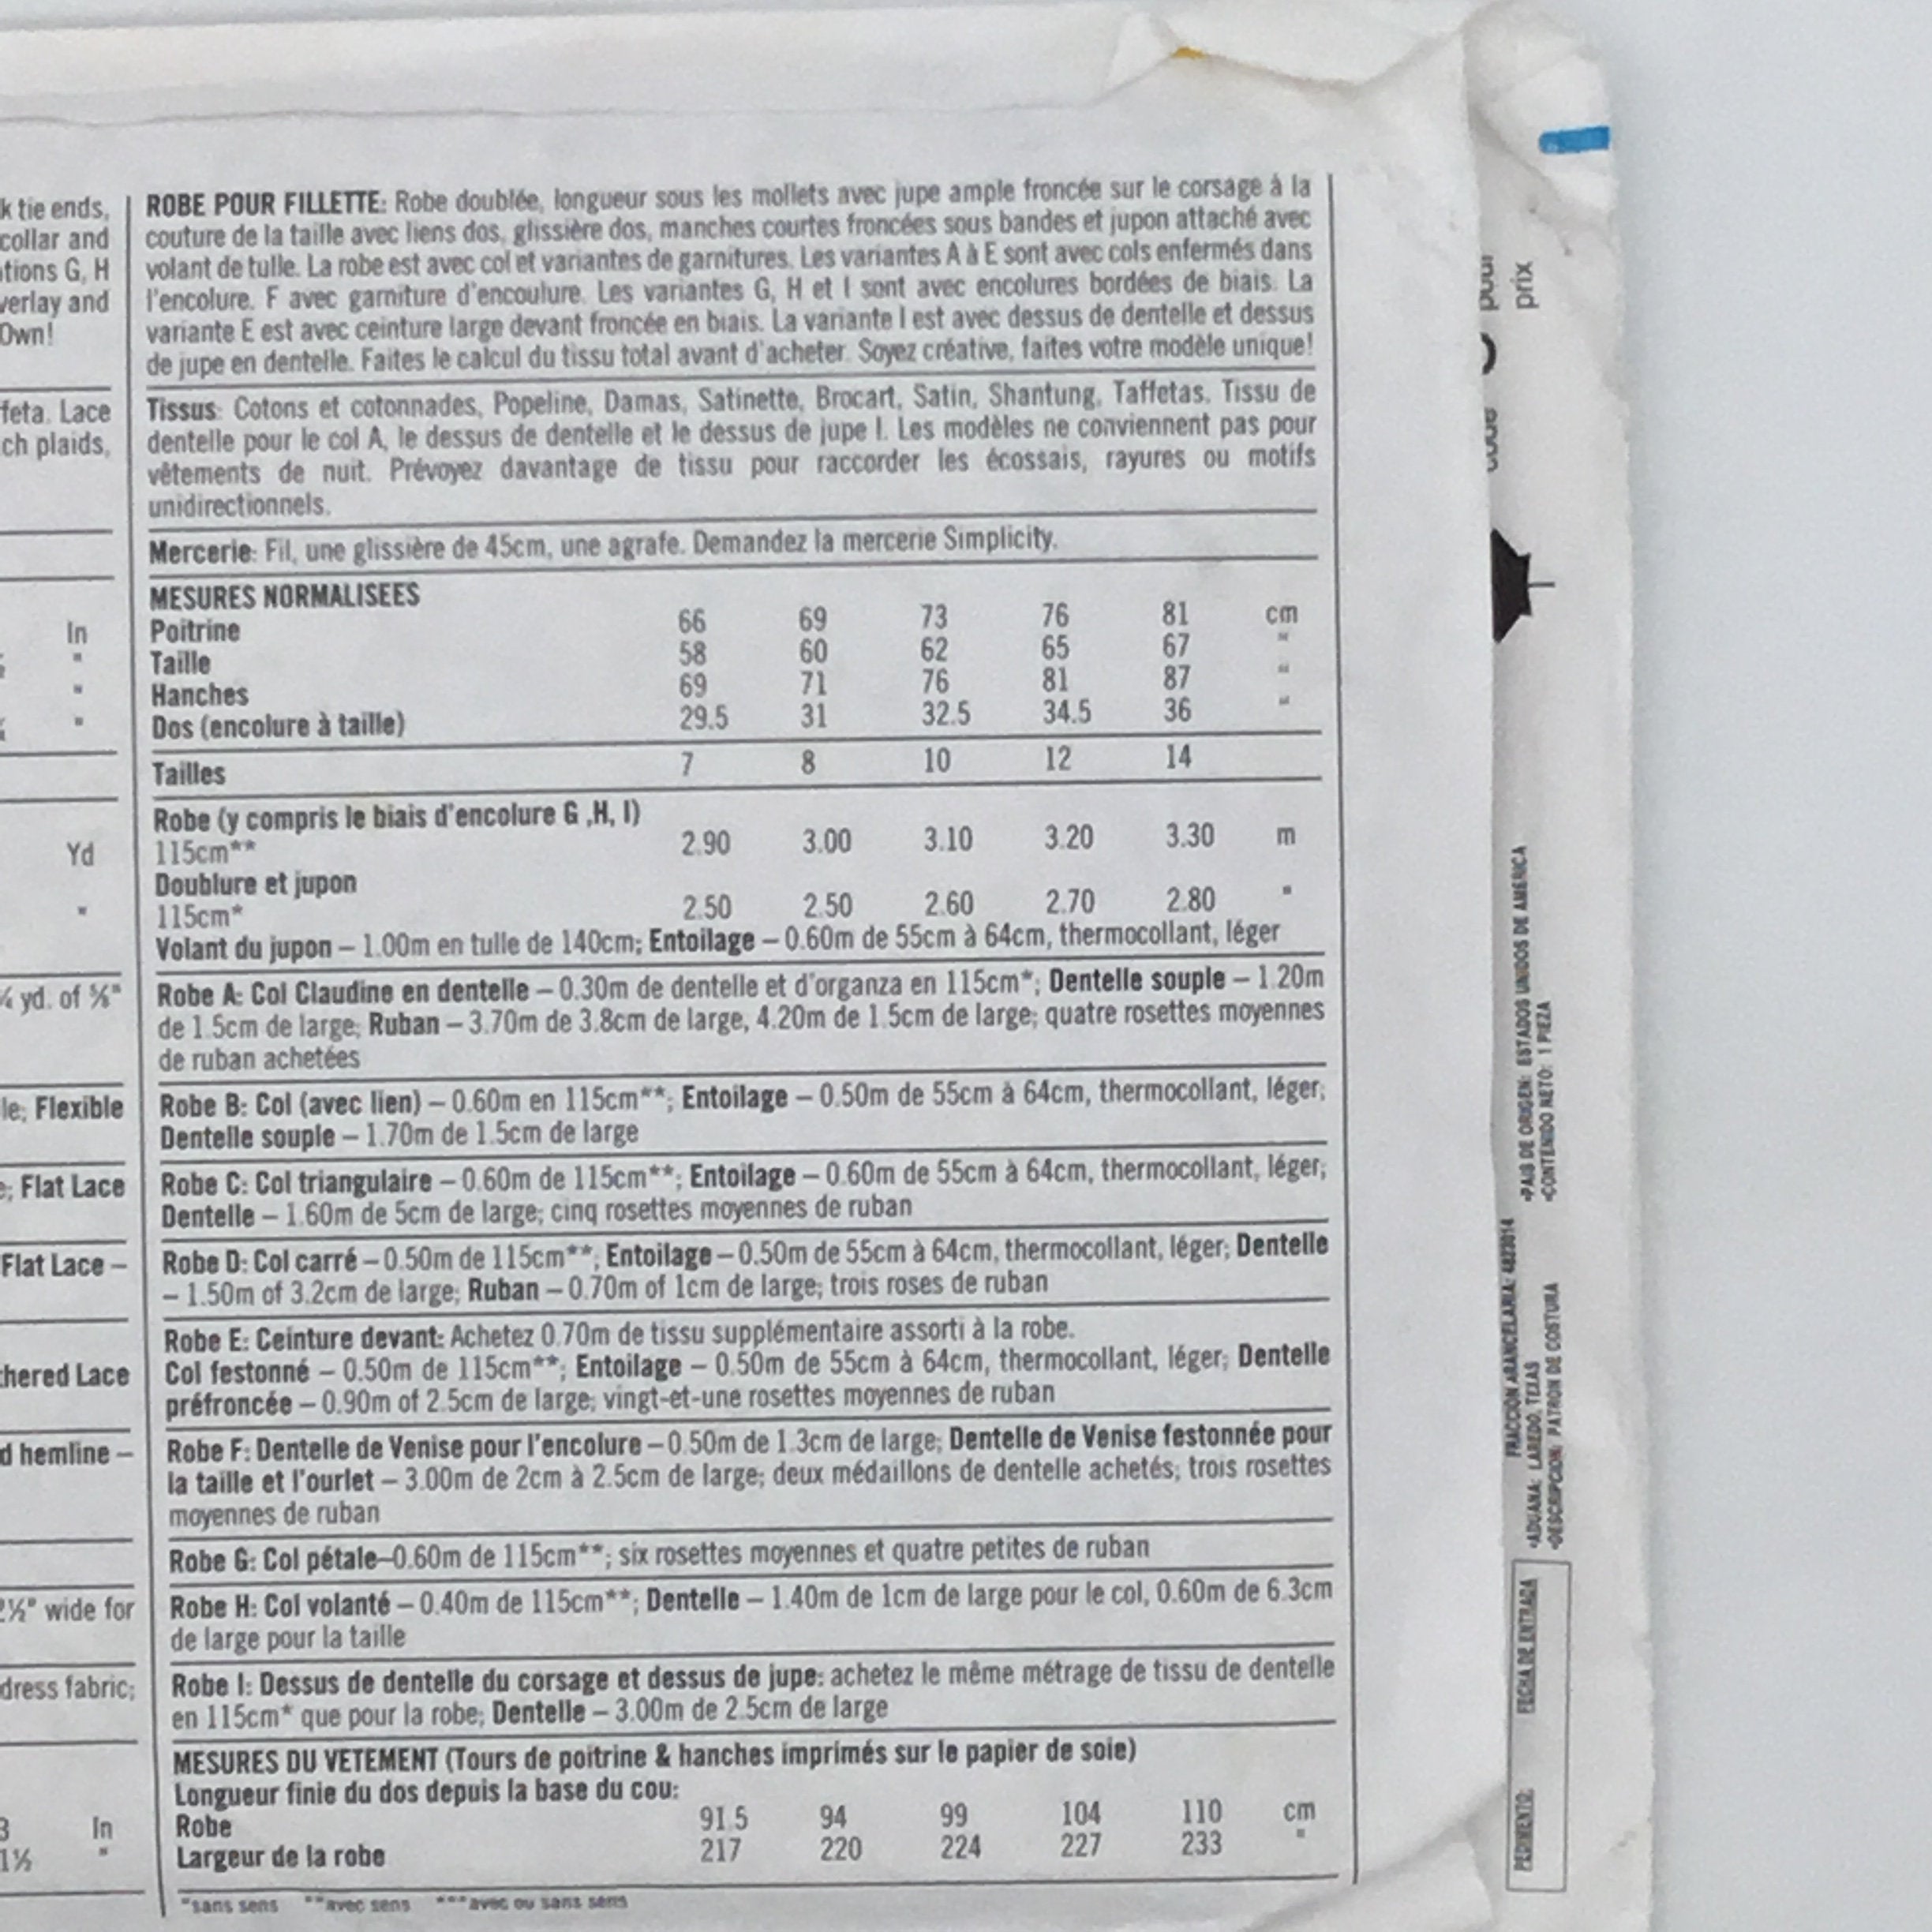 k tie ends,
collar and
tions G, H
verlay and
Own!
feta. Lace
ch plaids,
In
"
"
"
Yd
"
¼ yd. of ⅝"
le; Flexible
; Flat Lace
Flat Lace –
hered Lace
d hemline –
2½" wide for
dress fabric;
3 In
1½ "
ROBE POUR FILLETTE: Robe doublée, longueur sous les mollets avec jupe ample froncée sur le corsage à la
couture de la taille avec liens dos, glissière dos, manches courtes froncées sous bandes et jupon attaché avec
volant de tulle. La robe est avec col et variantes de garnitures. Les variantes A à E sont avec cols enfermés dans
l'encolure. F avec garniture d'encoulure. Les variantes G, H et I sont avec encolures bordées de biais. La
variante E est avec ceinture large devant froncée en biais. La variante I est avec dessus de dentelle et dessus
de jupe en dentelle. Faites le calcul du tissu total avant d'acheter. Soyez créative, faites votre modèle unique!
Tissus: Cotons et cotonnades, Popeline, Damas, Satinette, Brocart, Satin, Shantung, Taffetas. Tissu de
dentelle pour le col A, le dessus de dentelle et le dessus de jupe I. Les modèles ne conviennent pas pour
vêtements de nuit. Prévoyez davantage de tissu pour raccorder les écossais, rayures ou motifs
unidirectionnels.
Mercerie: Fil, une glissière de 45cm, une agrafe. Demandez la mercerie Simplicity.
MESURES NORMALISEES
Poitrine 66 69 73 76 81 cm
Taille 58 60 62 65 67 "
Hanches 69 71 76 81 87 "
Dos (encolure à taille) 29.5 31 32.5 34.5 36 "
Tailles 7 8 10 12 14
Robe (y compris le biais d'encolure G ,H, I)
115cm** 2.90 3.00 3.10 3.20 3.30 m
Doublure et jupon
115cm* 2.50 2.50 2.60 2.70 2.80 "
Volant du jupon – 1.00m en tulle de 140cm; Entoilage – 0.60m de 55cm à 64cm, thermocollant, léger
Robe A: Col Claudine en dentelle – 0.30m de dentelle et d'organza en 115cm*; Dentelle souple – 1.20m
de 1.5cm de large; Ruban – 3.70m de 3.8cm de large, 4.20m de 1.5cm de large; quatre rosettes moyennes
de ruban achetées
Robe B: Col (avec lien) – 0.60m en 115cm**; Entoilage – 0.50m de 55cm à 64cm, thermocollant, léger;
Dentelle souple – 1.70m de 1.5cm de large
Robe C: Col triangulaire – 0.60m de 115cm**; Entoilage – 0.60m de 55cm à 64cm, thermocollant, léger;
Dentelle – 1.60m de 5cm de large; cinq rosettes moyennes de ruban
Robe D: Col carré – 0.50m de 115cm**; Entoilage – 0.50m de 55cm à 64cm, thermocollant, léger; Dentelle
– 1.50m of 3.2cm de large; Ruban – 0.70m of 1cm de large; trois roses de ruban
Robe E: Ceinture devant: Achetez 0.70m de tissu supplémentaire assorti à la robe.
Col festonné – 0.50m de 115cm**; Entoilage – 0.50m de 55cm à 64cm, thermocollant, léger; Dentelle
préfroncée – 0.90m of 2.5cm de large; vingt-et-une rosettes moyennes de ruban
Robe F: Dentelle de Venise pour l'encolure – 0.50m de 1.3cm de large; Dentelle de Venise festonnée pour
la taille et l'ourlet – 3.00m de 2cm à 2.5cm de large; deux médaillons de dentelle achetés; trois rosettes
moyennes de ruban
Robe G: Col pétale–0.60m de 115cm**; six rosettes moyennes et quatre petites de ruban
Robe H: Col volanté – 0.40m de 115cm**; Dentelle – 1.40m de 1cm de large pour le col, 0.60m de 6.3cm
de large pour la taille
Robe I: Dessus de dentelle du corsage et dessus de jupe: achetez le même métrage de tissu de dentelle
en 115cm* que pour la robe; Dentelle – 3.00m de 2.5cm de large
MESURES DU VETEMENT (Tours de poitrine & hanches imprimés sur le papier de soie)
Longueur finie du dos depuis la base du cou:
Robe 91.5 94 99 104 110 cm
Largeur de la robe 217 220 224 227 233 "
*sans sens **avec sens ***avec ou sans sens
prix
•PAIS DE ORIGEN: ESTADOS UNIDOS DE AMERICA
•CONTENIDO NETO: 1 PIEZA
FRACCION ARANCELARIA: 4823014
•ADUANA: LAREDO, TEXAS
•DESCRIPCION: PATRON DE COSTURA
PEDIMENTO: FECHA DE ENTRADA